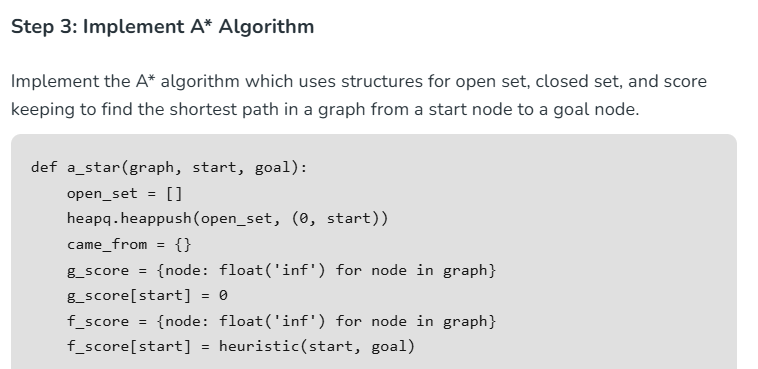 Step 3: Implement A* Algorithm
Implement the A* algorithm which uses structures for open set, closed set, and score
keeping to find the shortest path in a graph from a start node to a goal node.
def a_star(graph, start, goal):
    open_set = []
    heapq.heappush(open_set, (0, start))
    came_from = {}
    g_score = {node: float('inf') for node in graph}
    g_score[start] = 0
    f_score = {node: float('inf') for node in graph}
    f_score[start] = heuristic(start, goal)